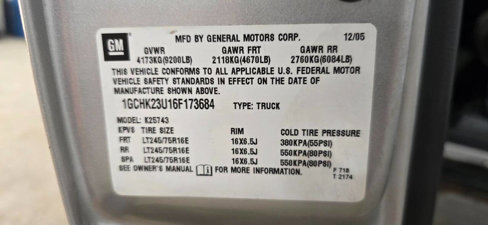 GM
MFD BY GENERAL MOTORS CORP. 12/05
GVWR GAWR FRT GAWR RR
4173KG(9200LB) 2118KG(4670LB) 2760KG(6084LB)
THIS VEHICLE CONFORMS TO ALL APPLICABLE U.S. FEDERAL MOTOR
VEHICLE SAFETY STANDARDS IN EFFECT ON THE DATE OF
MANUFACTURE SHOWN ABOVE.
1GCHK23U16F173684 TYPE: TRUCK
MODEL: K25743
KPVS TIRE SIZE RIM COLD TIRE PRESSURE
FRT LT245/75R16E 16X6.5J 380KPA(55PSI)
RR LT245/75R16E 16X6.5J 550KPA(80PSI)
SPA LT245/75R16E 16X6.5J 550KPA(80PSI)
SEE OWNER'S MANUAL FOR MORE INFORMATION.
F 718
T 2174